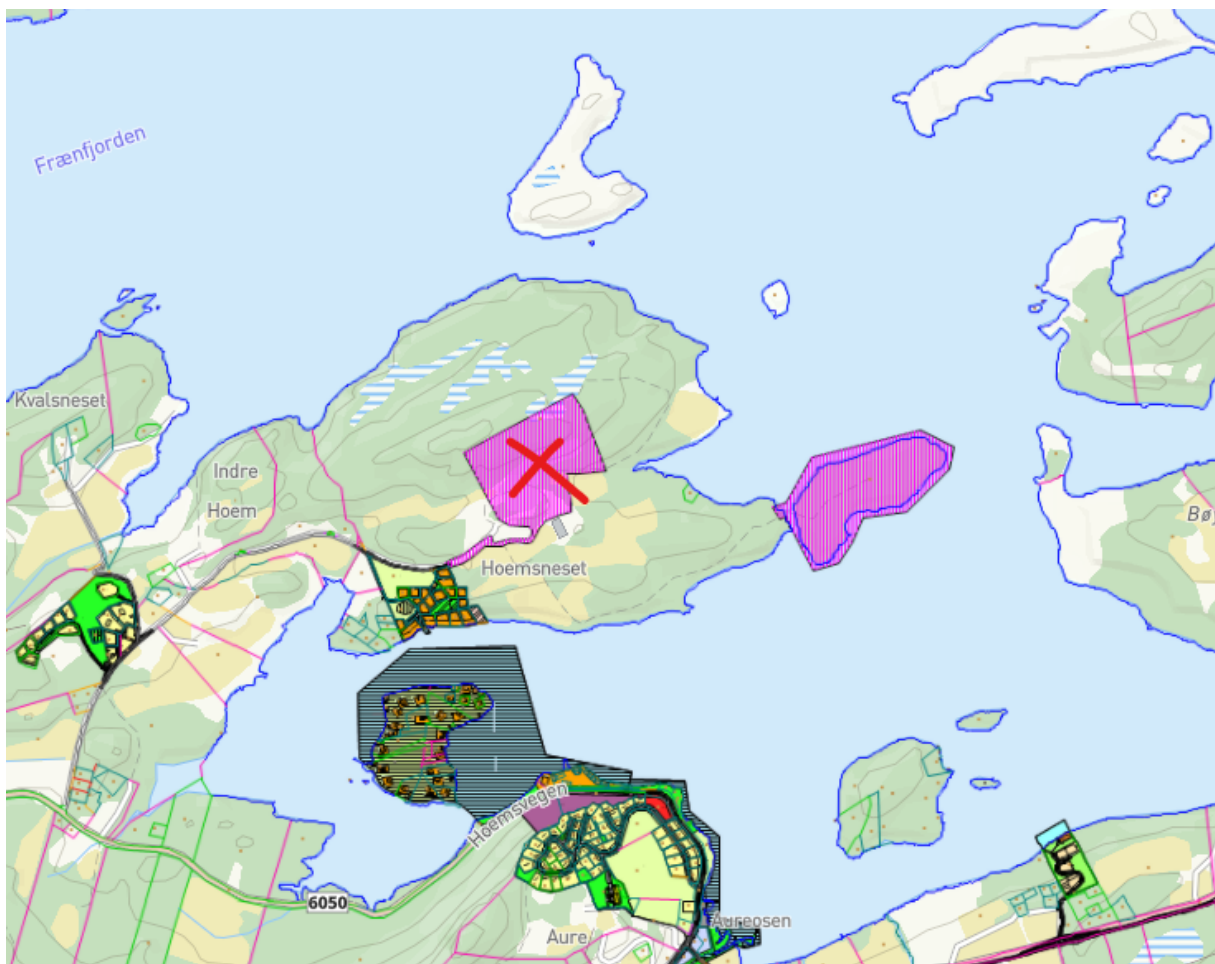 Frænfjorden
Kvalsneset
Indre
Hoem
Bøj
Hoemsneset
Hoemsvegen
6050
Aureosen
Aure